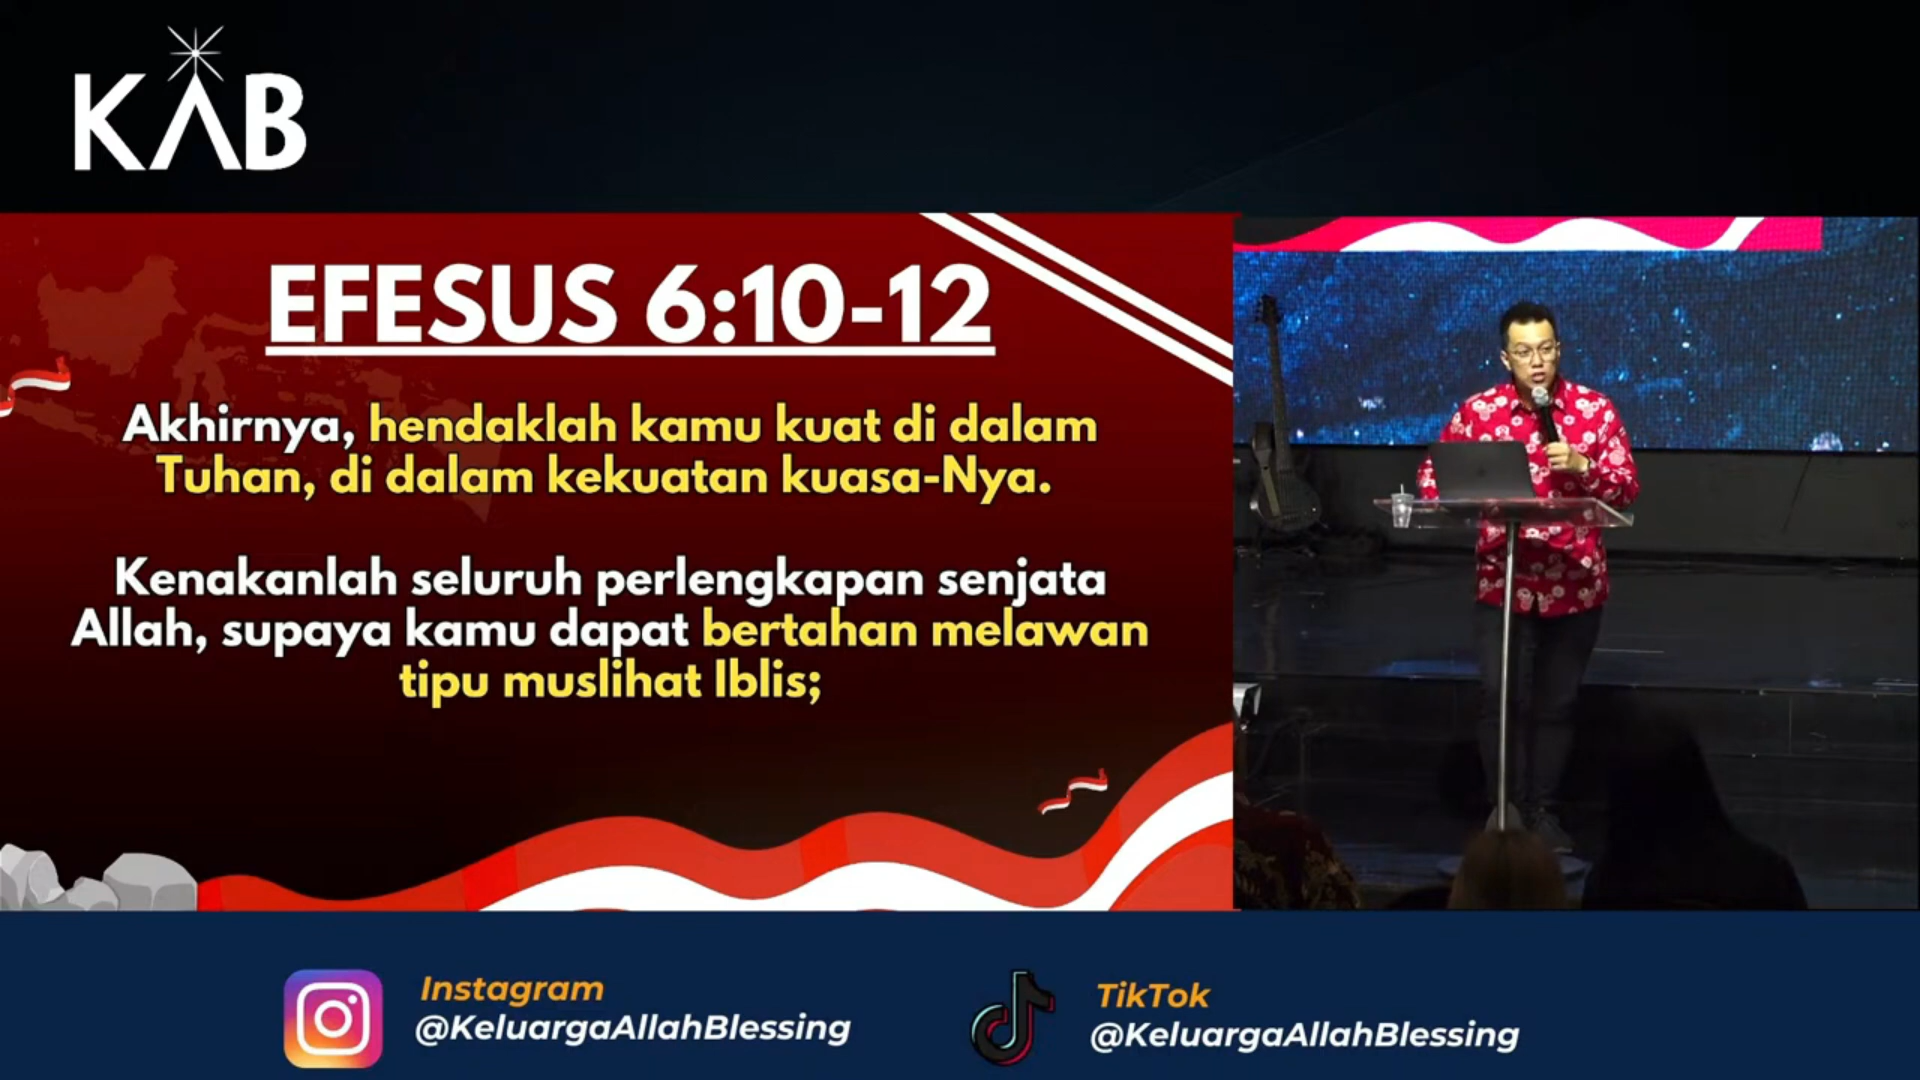 KAB
EFESUS 6:10-12
Akhirnya, hendaklah kamu kuat di dalam
Tuhan, di dalam kekuatan kuasa-Nya.
Kenakanlah seluruh perlengkapan senjata
Allah, supaya kamu dapat bertahan melawan
tipu muslihat Iblis;
Instagram
@KeluargaAllahBlessing
TikTok
@KeluargaAllahBlessing